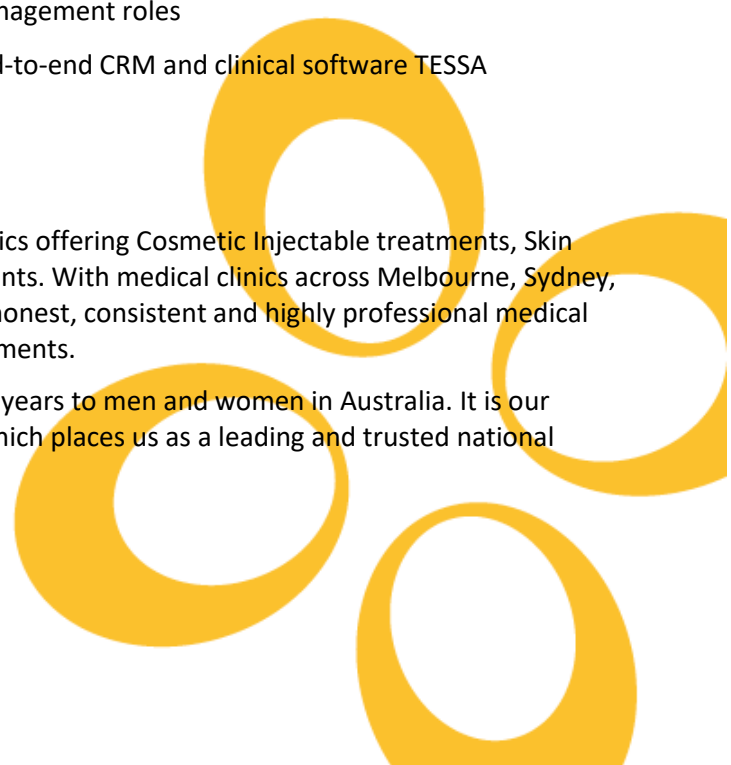 nagement roles
d-to-end CRM and clinical software TESSA
ics offering Cosmetic Injectable treatments, Skin
nts. With medical clinics across Melbourne, Sydney,
honest, consistent and highly professional medical
ments.
years to men and women in Australia. It is our
hich places us as a leading and trusted national